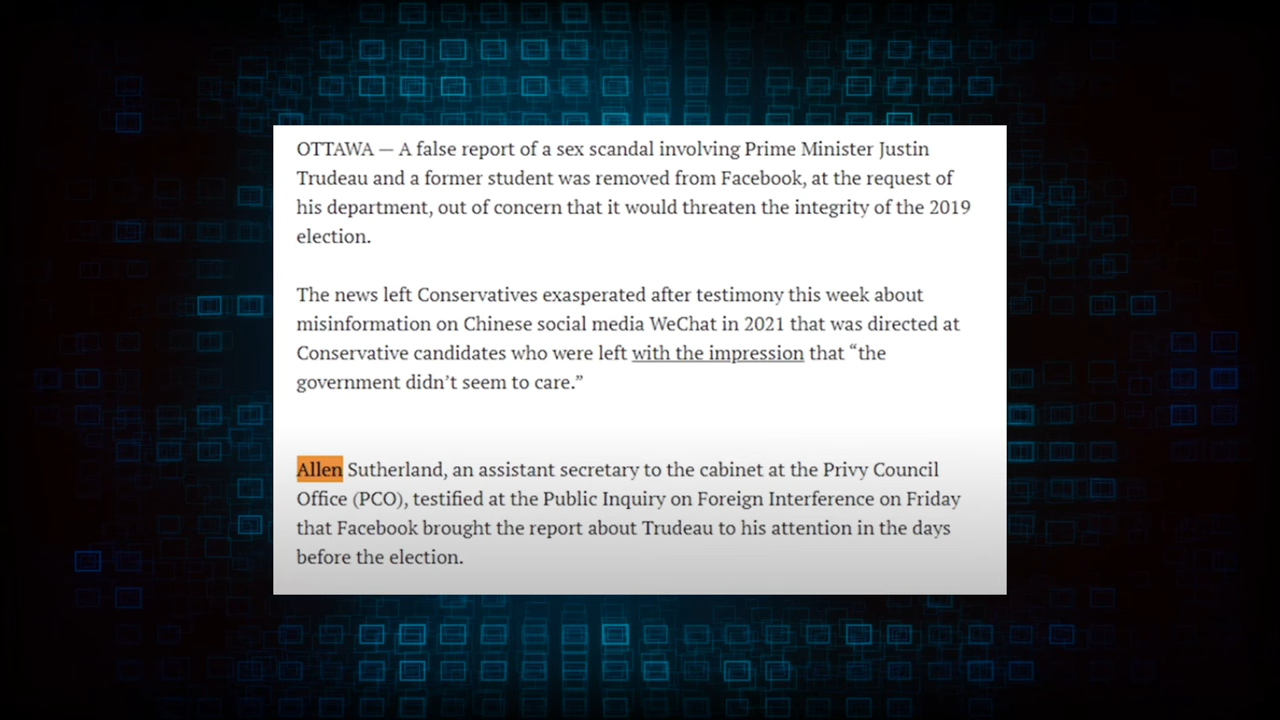 OTTAWA — A false report of a sex scandal involving Prime Minister Justin
Trudeau and a former student was removed from Facebook, at the request of
his department, out of concern that it would threaten the integrity of the 2019
election.
The news left Conservatives exasperated after testimony this week about
misinformation on Chinese social media WeChat in 2021 that was directed at
Conservative candidates who were left with the impression that “the
government didn’t seem to care.”
Allen Sutherland, an assistant secretary to the cabinet at the Privy Council
Office (PCO), testified at the Public Inquiry on Foreign Interference on Friday
that Facebook brought the report about Trudeau to his attention in the days
before the election.